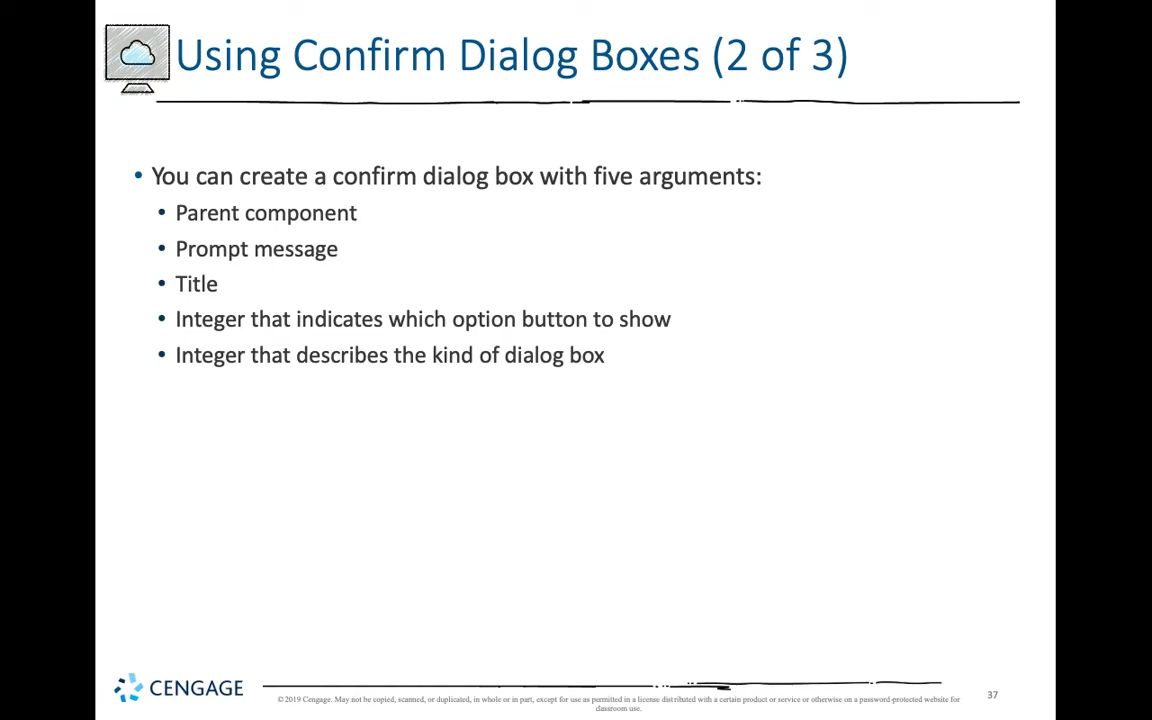 Using Confirm Dialog Boxes (2 of 3)
• You can create a confirm dialog box with five arguments:
• Parent component
• Prompt message
• Title
• Integer that indicates which option button to show
• Integer that describes the kind of dialog box
CENGAGE
©2019 Cengage. May not be copied, scanned, or duplicated, in whole or in part, except for use as permitted in a license distributed with a certain product or service or otherwise on a password-protected website for
classroom use.
37